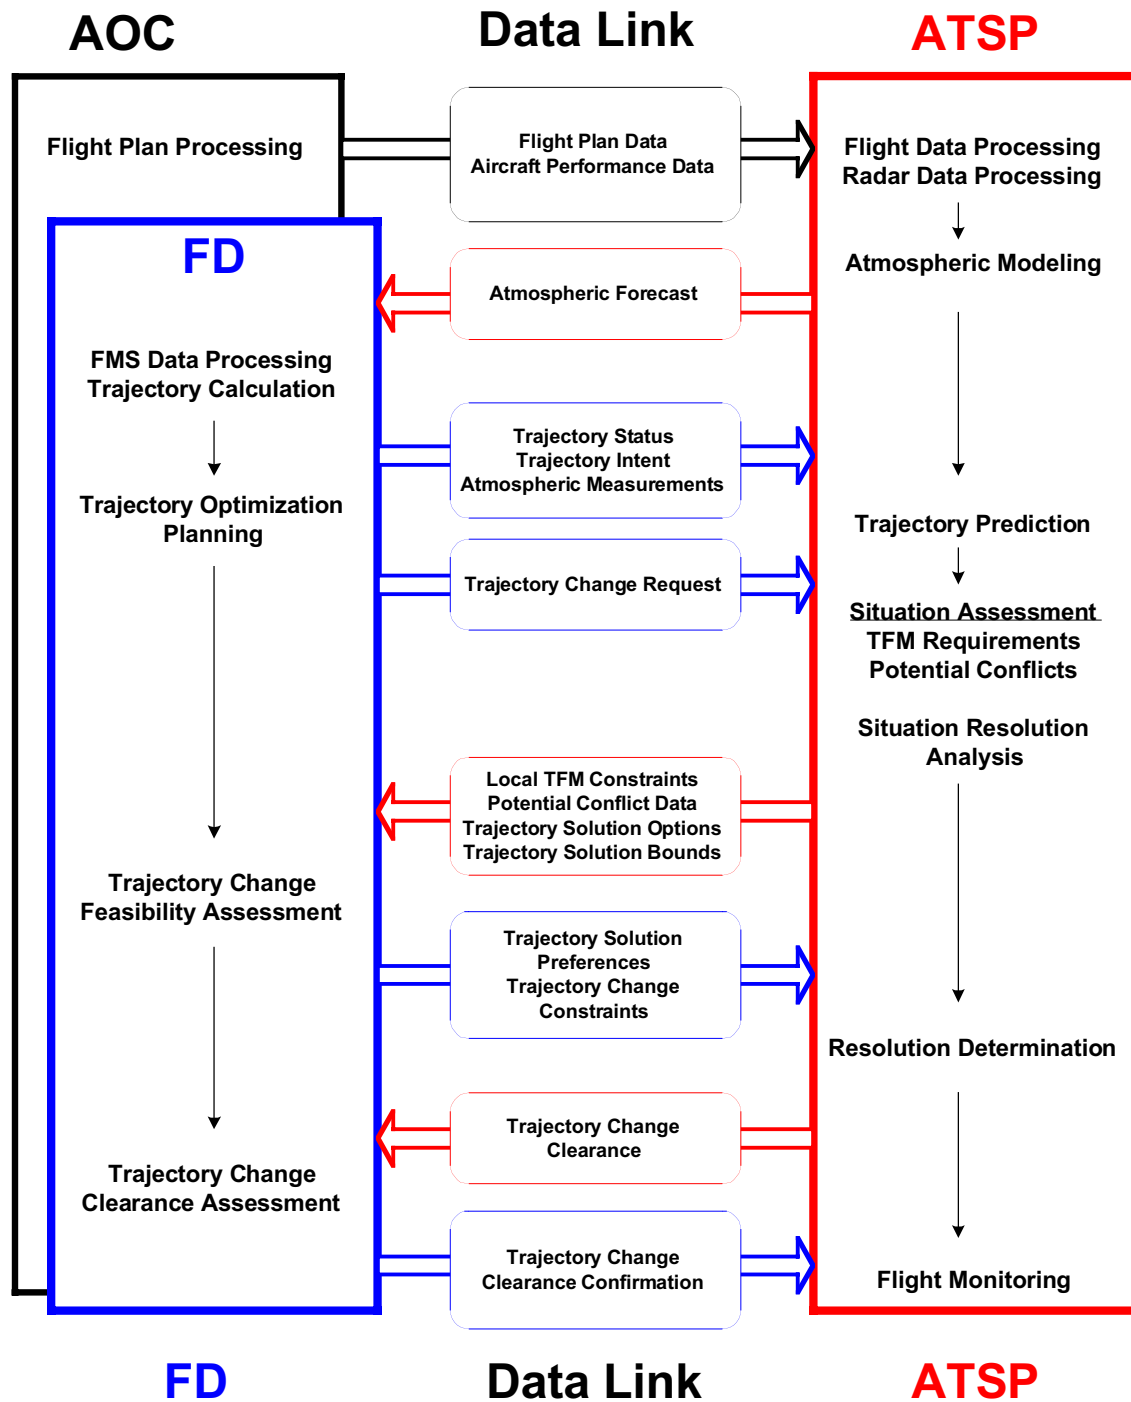 AOC
Data Link
ATSP
Flight Plan Processing
Flight Plan Data
Aircraft Performance Data
Flight Data Processing
Radar Data Processing
FD
Atmospheric Forecast
Atmospheric Modeling
FMS Data Processing
Trajectory Calculation
Trajectory Status
Trajectory Intent
Atmospheric Measurements
Trajectory Optimization
Planning
Trajectory Prediction
Trajectory Change Request
Situation Assessment
TFM Requirements
Potential Conflicts
Situation Resolution
Analysis
Local TFM Constraints
Potential Conflict Data
Trajectory Solution Options
Trajectory Solution Bounds
Trajectory Change
Feasibility Assessment
Trajectory Solution
Preferences
Trajectory Change
Constraints
Resolution Determination
Trajectory Change
Clearance
Trajectory Change
Clearance Assessment
Trajectory Change
Clearance Confirmation
Flight Monitoring
FD
Data Link
ATSP